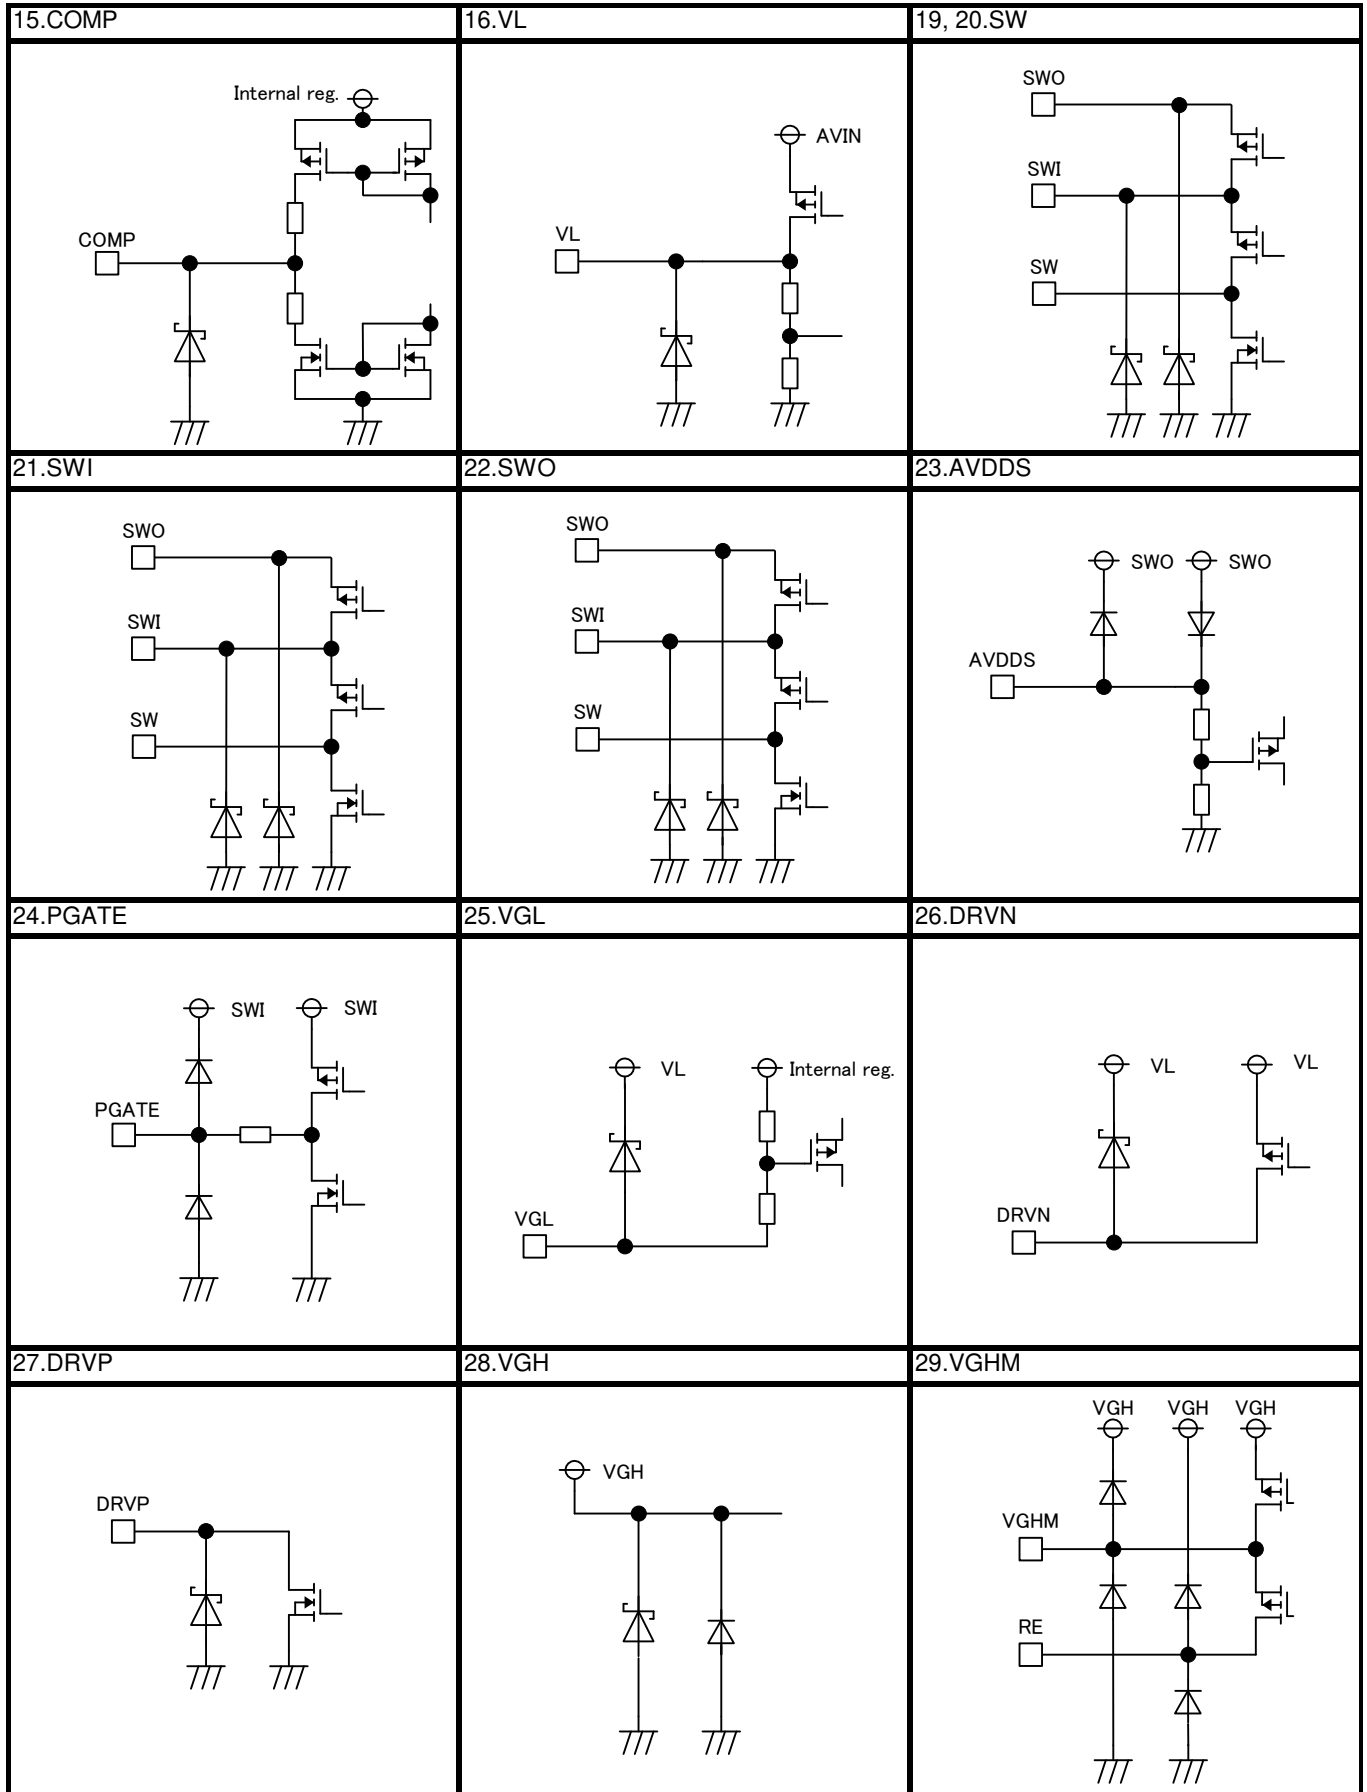 15.COMP
16.VL
19, 20.SW
Internal reg.
COMP
AVIN
VL
SWO
SWI
SW
21.SWI
22.SWO
23.AVDDS
SWO
SWI
SW
SWO
SWI
SW
SWO SWO
AVDDS
24.PGATE
25.VGL
26.DRVN
SWI SWI
PGATE
VL Internal reg.
VGL
VL VL
DRVN
27.DRVP
28.VGH
29.VGHM
DRVP
VGH
VGH VGH VGH
VGHM
RE